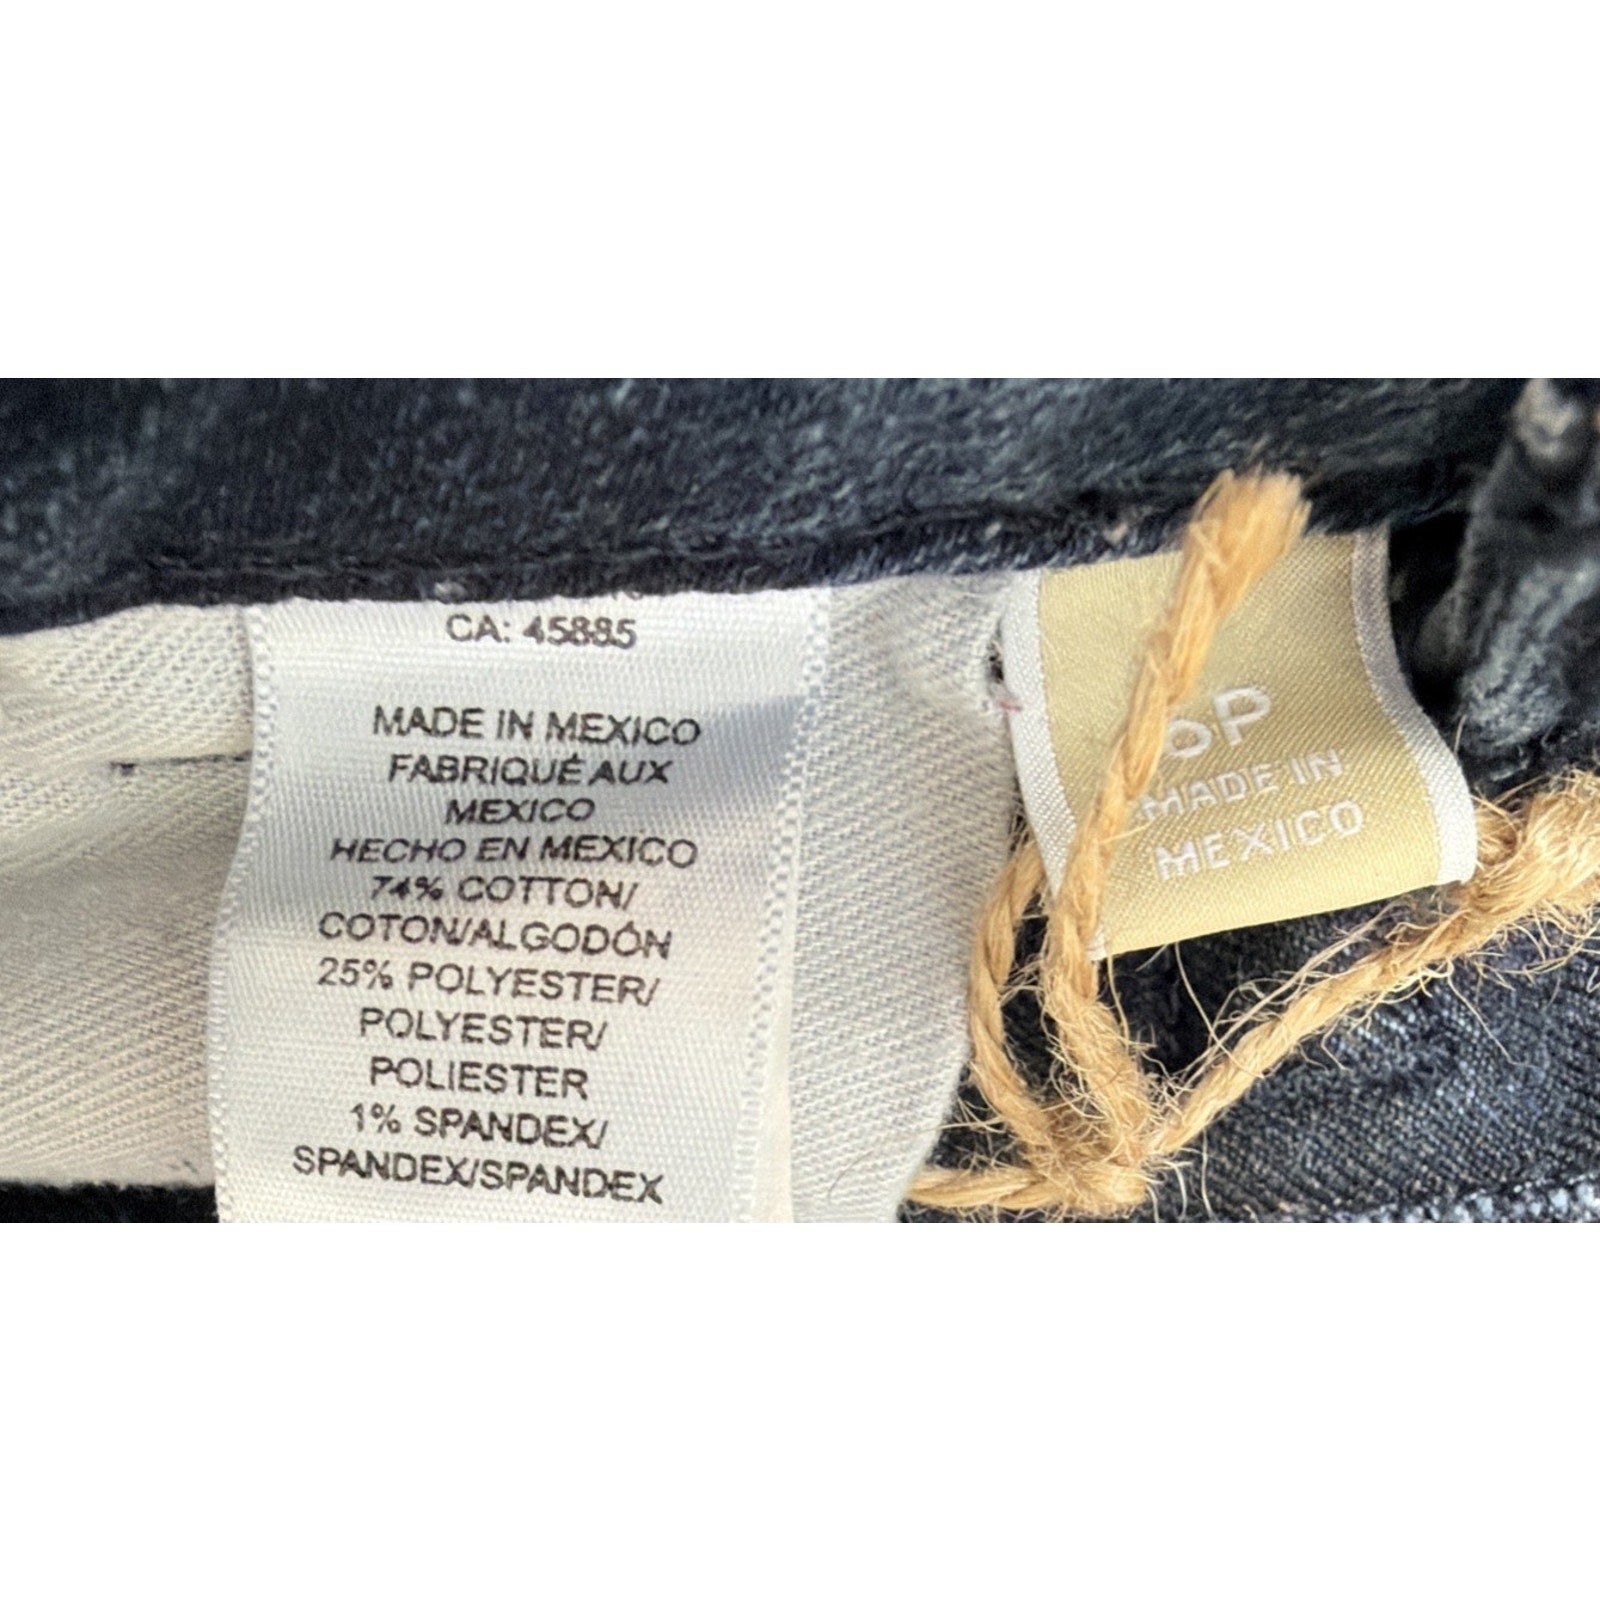 CA: 45885
MADE IN MEXICO
FABRIQUÉ AUX
MEXICO
HECHO EN MEXICO
74% COTTON/
COTON/ALGODÓN
25% POLYESTER/
POLYESTER/
POLIESTER
1% SPANDEX/
SPANDEX/SPANDEX
6P
MADE IN
MEXICO